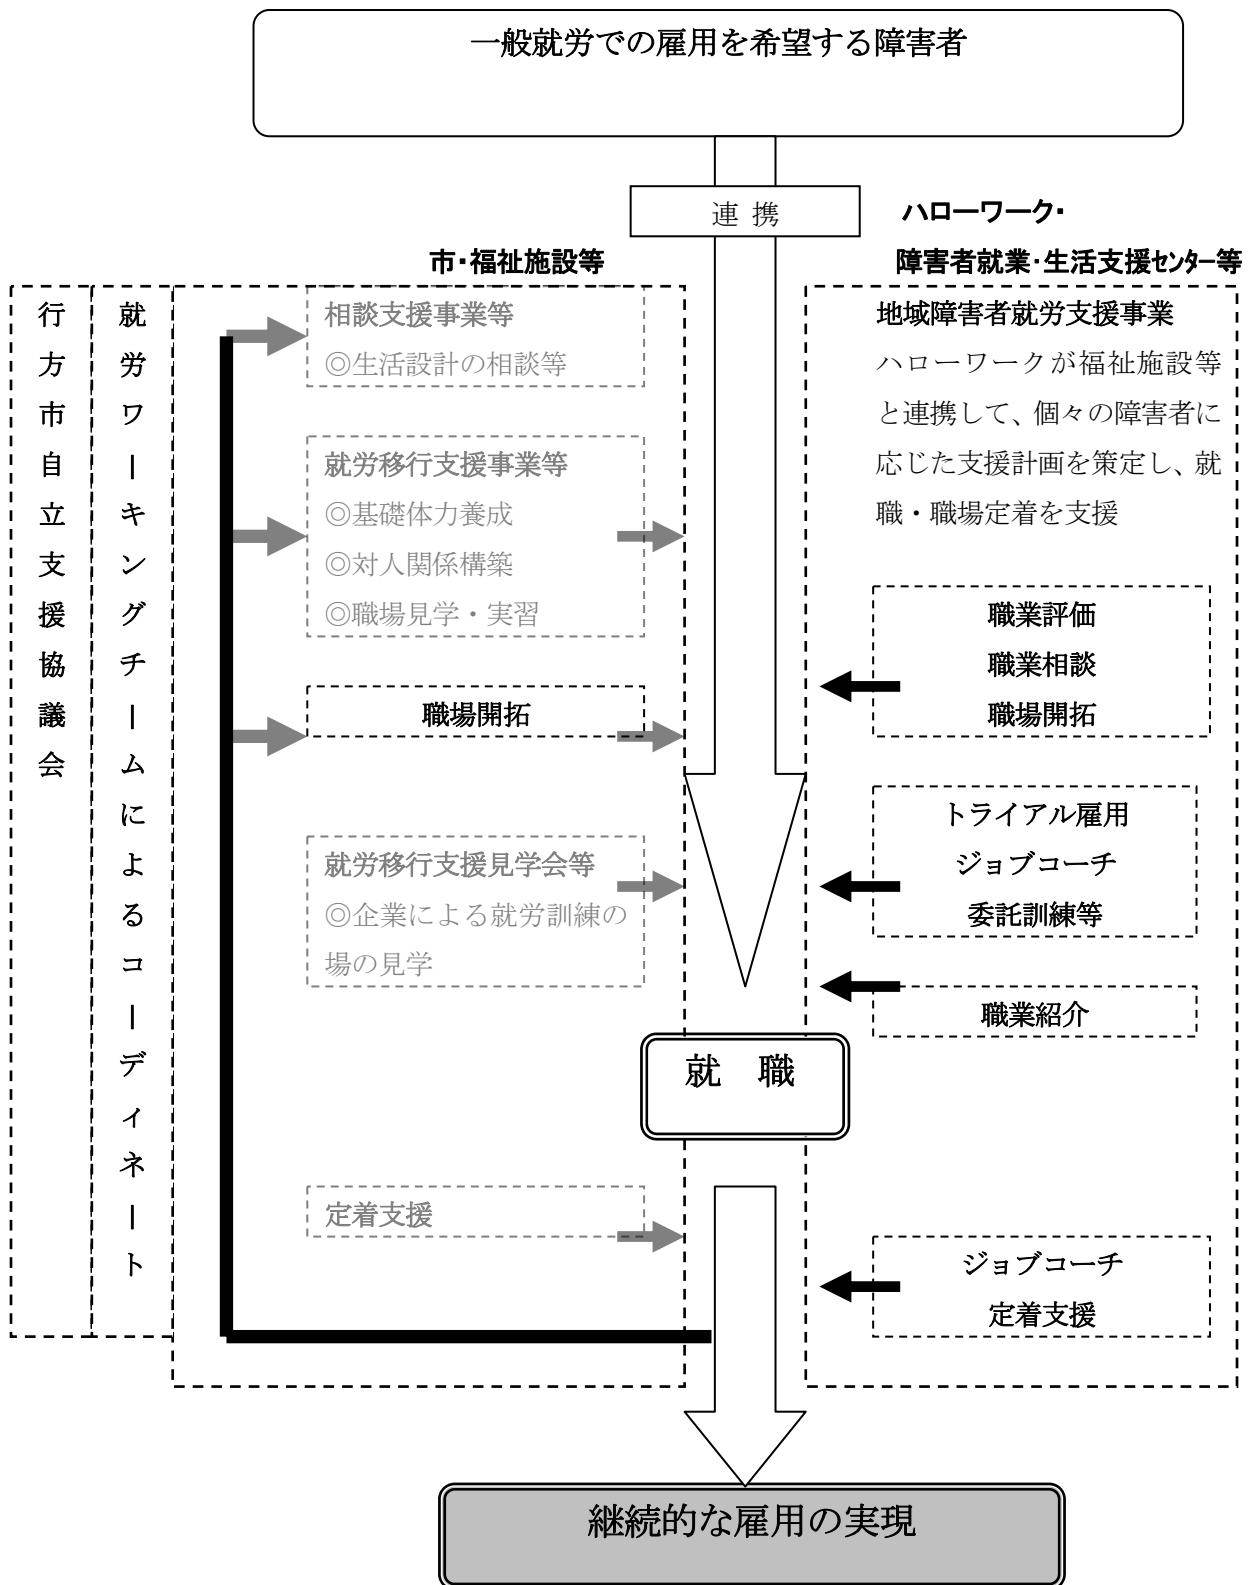 一般就労での雇用を希望する障害者
連 携
ハローワーク・
障害者就業・生活支援センター等
市・福祉施設等
行方市自立支援協議会
就労ワーキングチームによるコーディネート
相談支援事業等
◎生活設計の相談等
就労移行支援事業等
◎基礎体力養成
◎対人関係構築
◎職場見学・実習
職場開拓
就労移行支援見学会等
◎企業による就労訓練の
場の見学
定着支援
地域障害者就労支援事業
ハローワークが福祉施設等
と連携して、個々の障害者に
応じた支援計画を策定し、就
職・職場定着を支援
職業評価
職業相談
職場開拓
トライアル雇用
ジョブコーチ
委託訓練等
職業紹介
就 職
ジョブコーチ
定着支援
継続的な雇用の実現